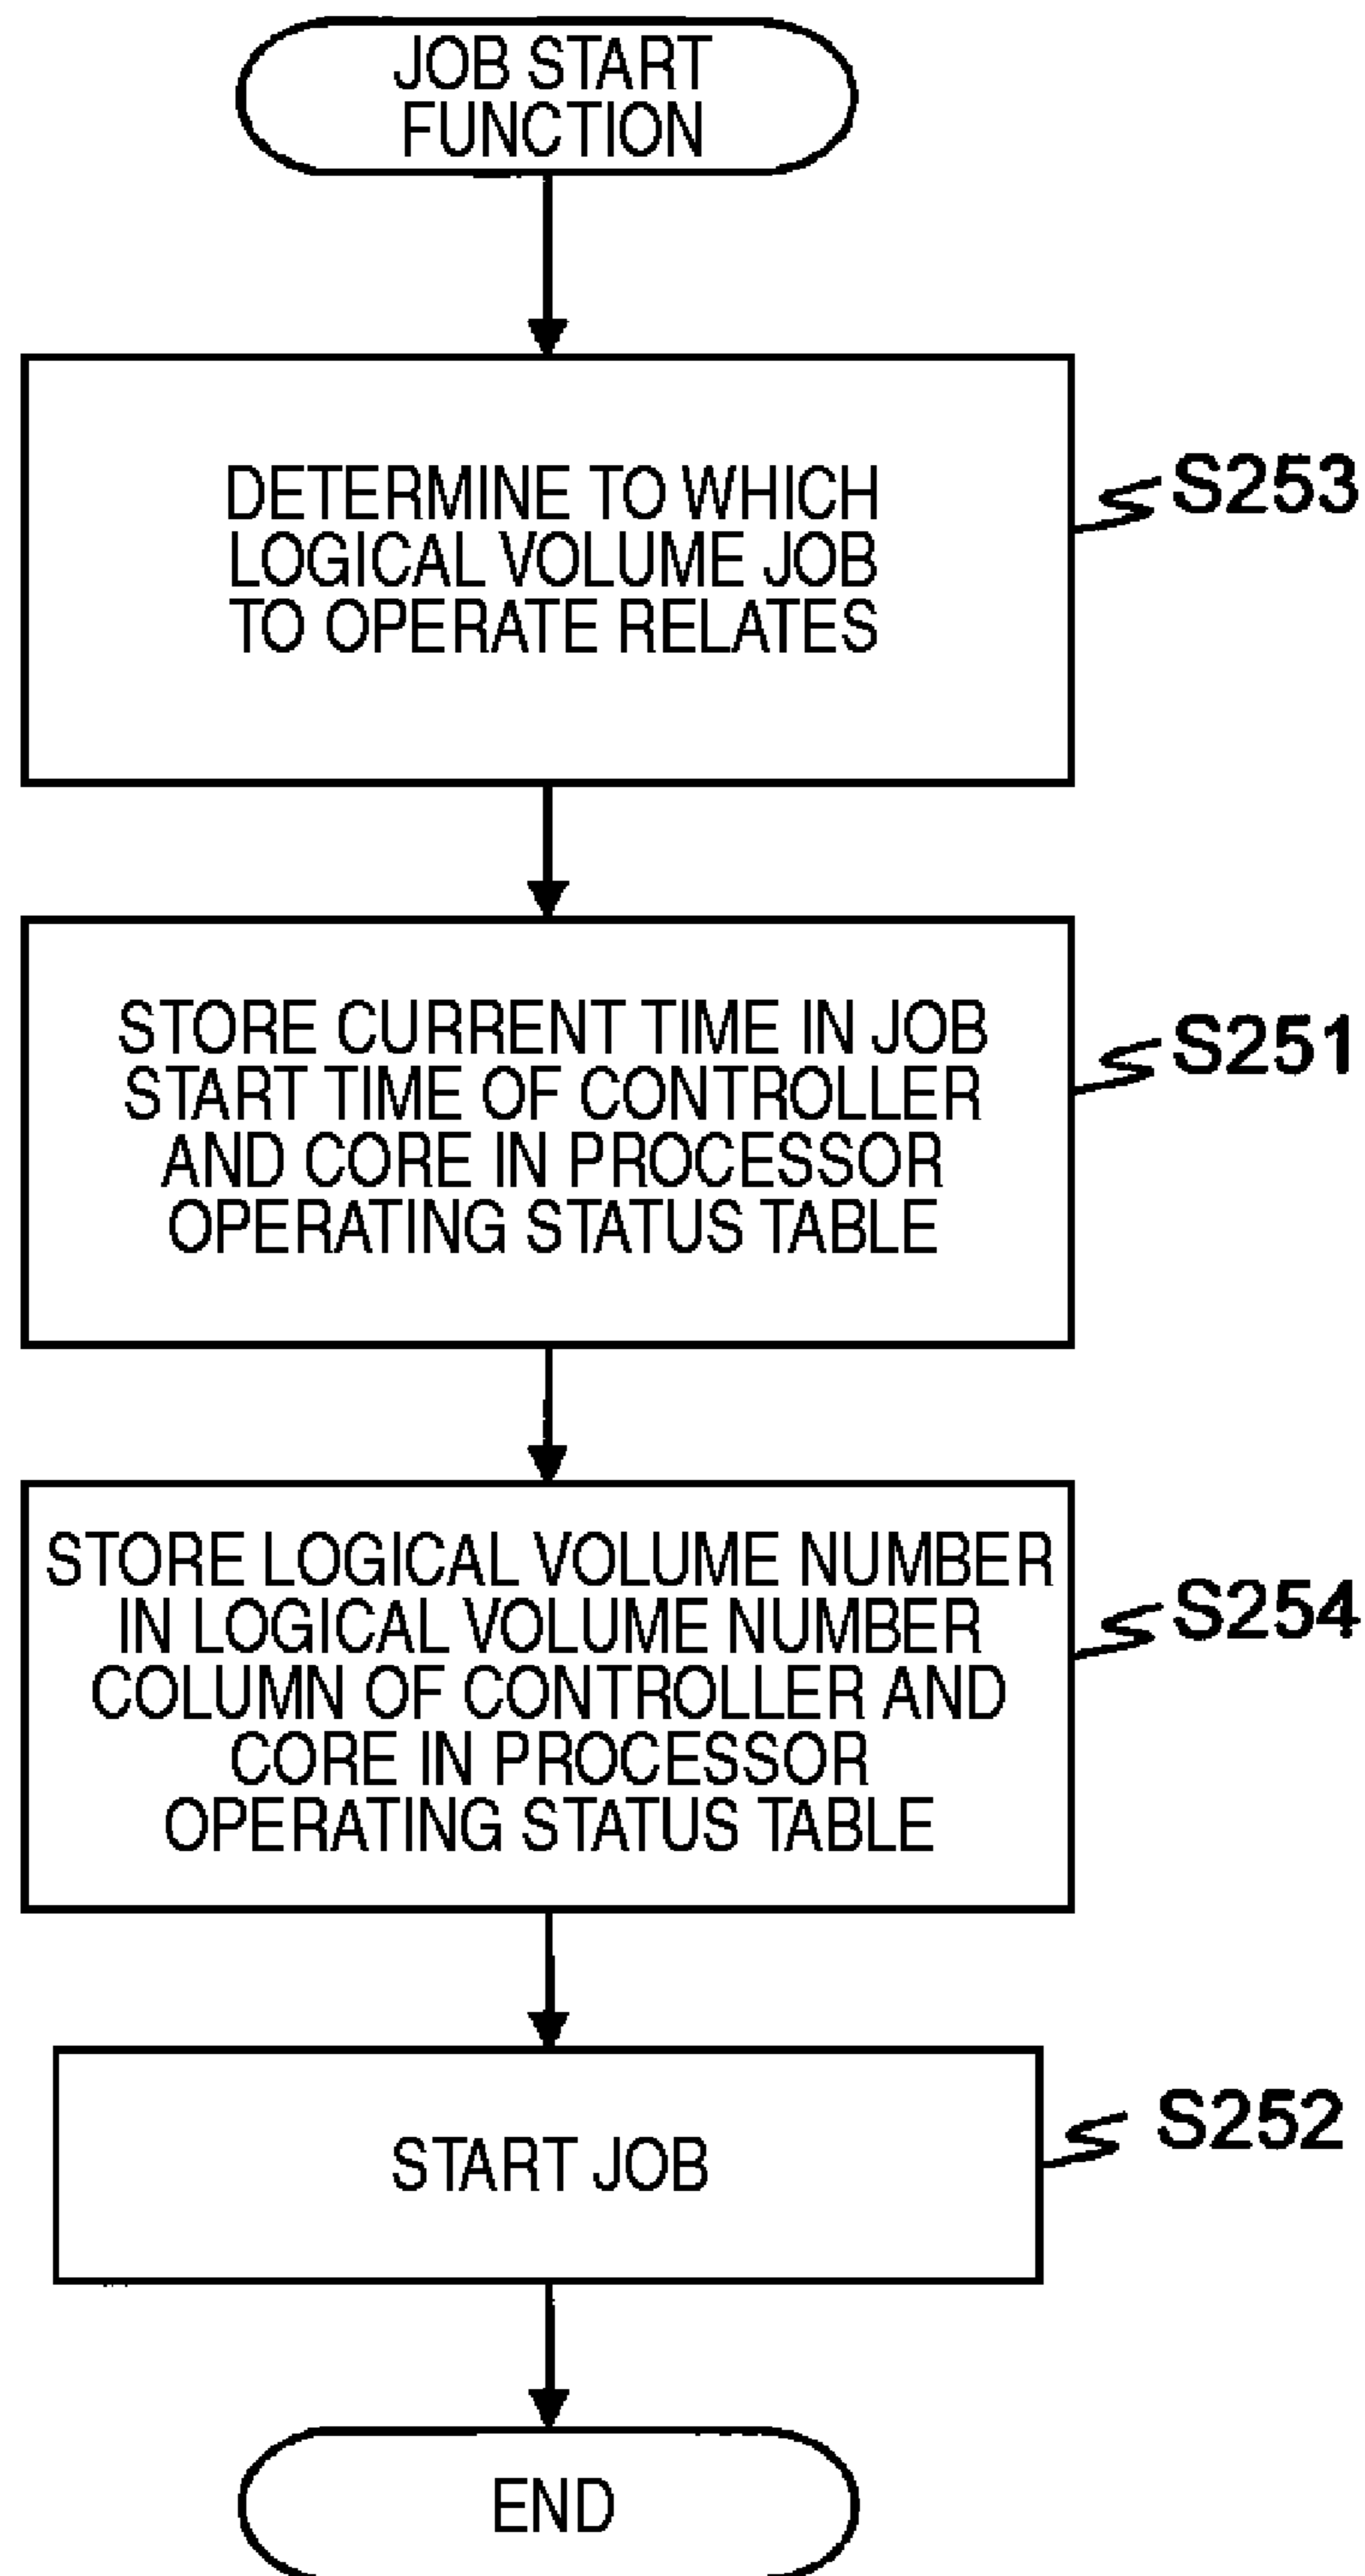 JOB START
FUNCTION
DETERMINE TO WHICH
LOGICAL VOLUME JOB
TO OPERATE RELATES
S253
STORE CURRENT TIME IN JOB
START TIME OF CONTROLLER
AND CORE IN PROCESSOR
OPERATING STATUS TABLE
S251
STORE LOGICAL VOLUME NUMBER
IN LOGICAL VOLUME NUMBER
COLUMN OF CONTROLLER AND
CORE IN PROCESSOR
OPERATING STATUS TABLE
S254
START JOB
S252
END